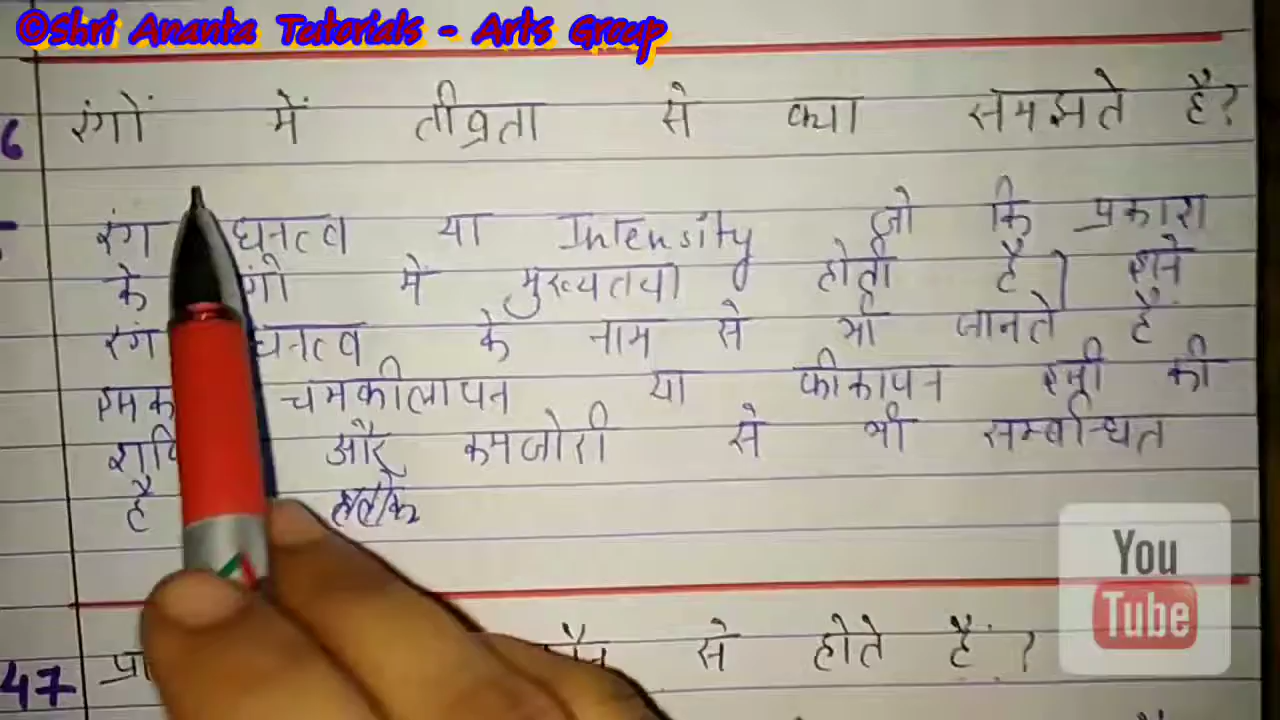 ©Shri Ananta Tutorials - Arts Group
6 रंगों में तीव्रता से क्या समझते है?
रंग घनत्व या Intensity जो कि प्रकाश
के में मुख्यतया होती है। इसे
रंग घनत्व के नाम से भी जानते है
चमकीलापन या फीकापन इसी की
और कमजोरी से भी सम्बन्धित
है
47 से होते हैं ?
You
Tube